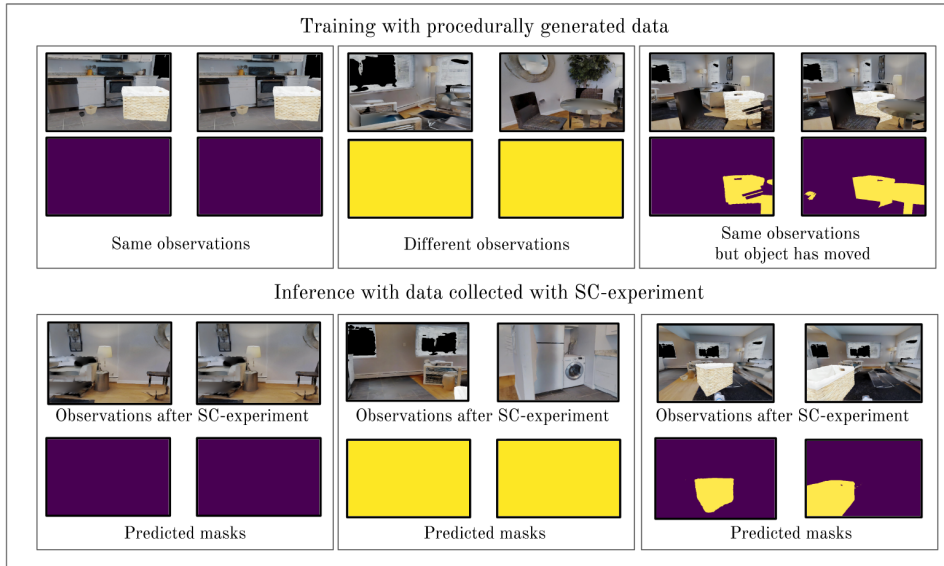 Training with procedurally generated data
Same observations
Different observations
Same observations
but object has moved
Inference with data collected with SC-experiment
Observations after SC-experiment
Observations after SC-experiment
Observations after SC-experiment
Predicted masks
Predicted masks
Predicted masks